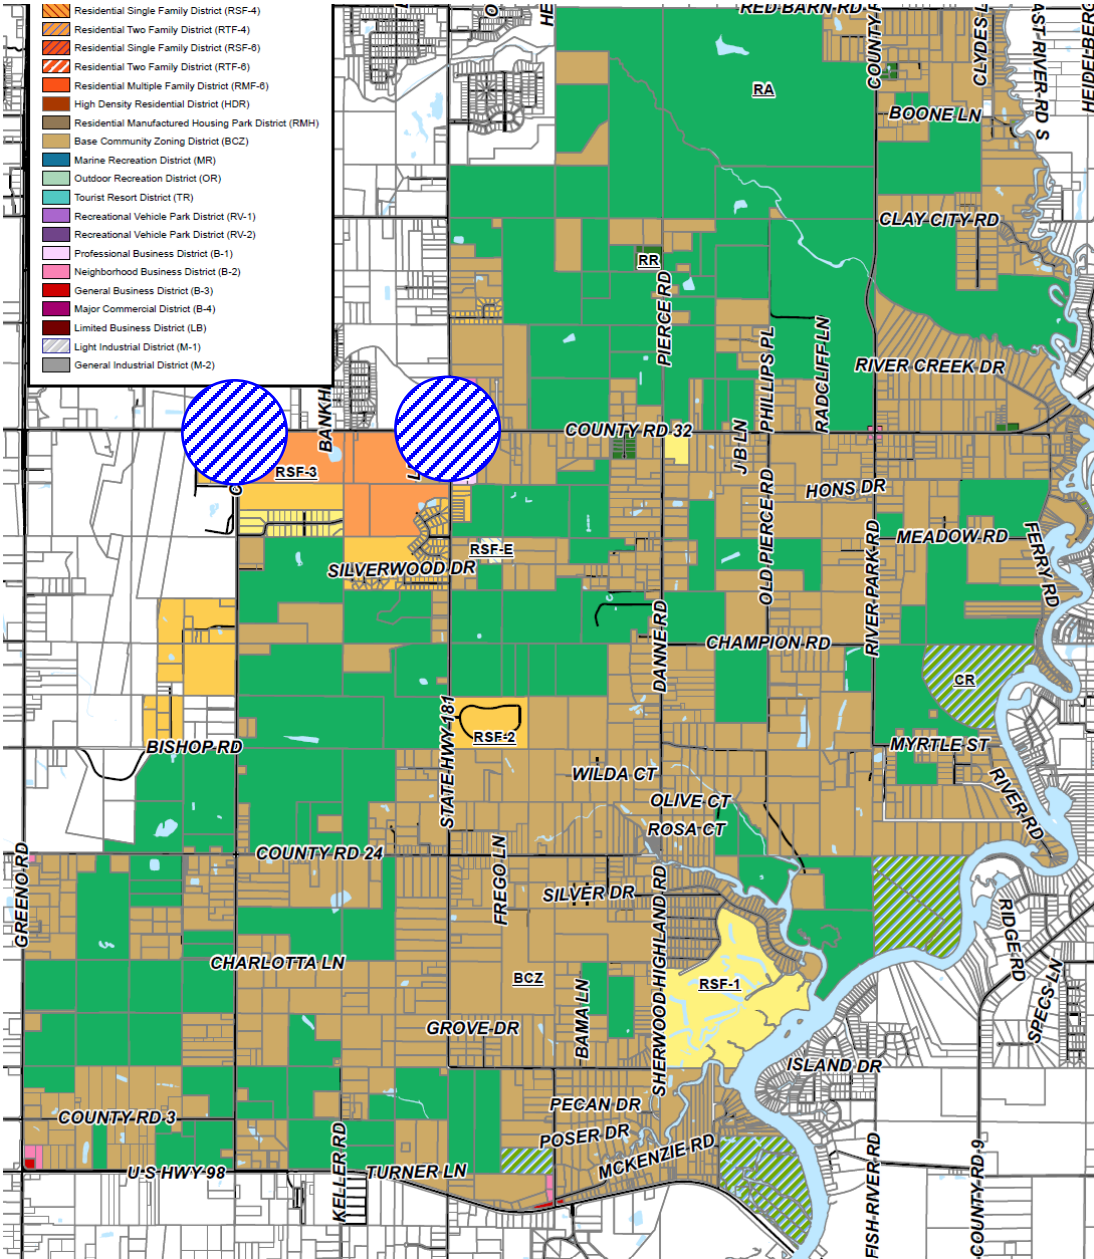 Residential Single Family District (RSF-4)
Residential Two Family District (RTF-4)
Residential Single Family District (RSF-6)
Residential Two Family District (RTF-6)
Residential Multiple Family District (RMF-6)
High Density Residential District (HDR)
Residential Manufactured Housing Park District (RMH)
Base Community Zoning District (BCZ)
Marine Recreation District (MR)
Outdoor Recreation District (OR)
Tourist Resort District (TR)
Recreational Vehicle Park District (RV-1)
Recreational Vehicle Park District (RV-2)
Professional Business District (B-1)
Neighborhood Business District (B-2)
General Business District (B-3)
Major Commercial District (B-4)
Limited Business District (LB)
Light Industrial District (M-1)
General Industrial District (M-2)
RED BARN RD
RA
CLYDES L
AST RIVER RD S
HEIDELBERG
BOONE LN
CLAY CITY RD
RR
PIERCE RD
PHILLIPS PL
RADCLIFF LN
RIVER CREEK DR
BANKH
COUNTY RD 32
J B LN
RSF-3
HONS DR
OLD PIERCE RD
RIVER PARK RD
MEADOW RD
FERRY RD
RSF-E
SILVERWOOD DR
DANNE RD
CHAMPION RD
CR
STATE HWY 181
RSF-2
BISHOP RD
MYRTLE ST
WILDA CT
RIVER RD
OLIVE CT
ROSA CT
COUNTY RD 24
GREENO RD
FREGO LN
SILVER DR
SHERWOOD HIGHLAND RD
RIDGE RD
CHARLOTTA LN
BCZ
RSF-1
SPECS LN
BAMA LN
GROVE DR
ISLAND DR
PECAN DR
COUNTY RD 3
POSER DR
MCKENZIE RD
KELLER RD
U S HWY 98
TURNER LN
FISH RIVER RD
COUNTY RD 9